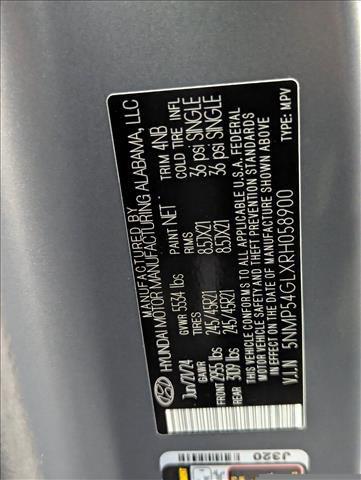 MANUFACTURED BY
HYUNDAI MOTOR MANUFACTURING ALABAMA, LLC
Jun/21/24 GVWR 5534 lbs PAINT NET TRIM 4NB
GAWR TIRES RIMS COLD TIRE INFL
FRONT 2955 lbs 245/45R21 8.5JX21 36 psi SINGLE
REAR 3109 lbs 245/45R21 8.5JX21 36 psi SINGLE
THIS VEHICLE CONFORMS TO ALL APPLICABLE U.S.A. FEDERAL
MOTOR VEHICLE SAFETY AND THEFT PREVENTION STANDARDS
IN EFFECT ON THE DATE OF MANUFACTURE SHOWN ABOVE
V.I.N 5NMP54GLXRH058900 TYPE: MPV
J320